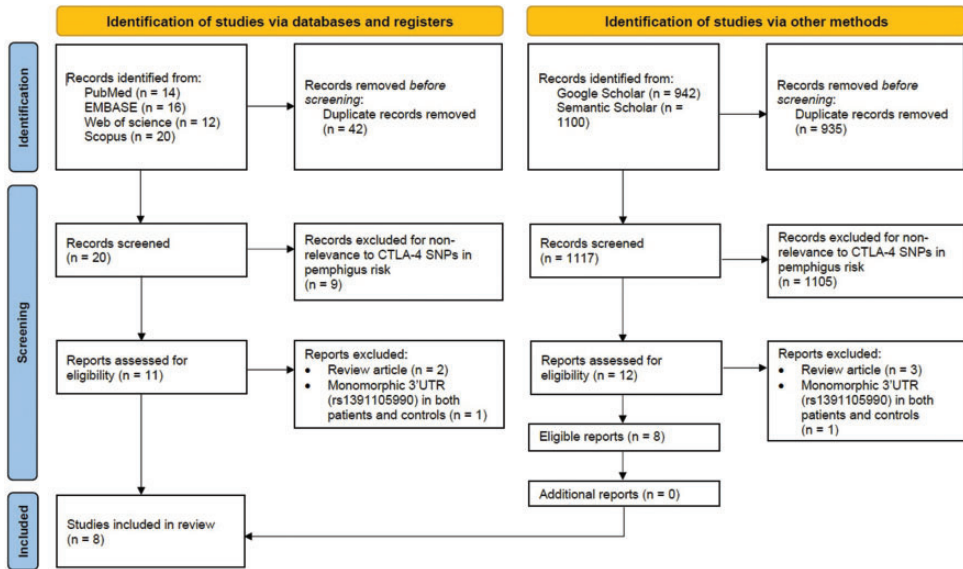 Identification of studies via databases and registers
Identification of studies via other methods
Identification
Records identified from:
PubMed (n = 14)
EMBASE (n = 16)
Web of science (n = 12)
Scopus (n = 20)
Records removed before
screening:
Duplicate records removed
(n = 42)
Records identified from:
Google Scholar (n = 942)
Semantic Scholar (n =
1100)
Records removed before
screening:
Duplicate records removed
(n = 935)
Screening
Records screened
(n = 20)
Records excluded for non-
relevance to CTLA-4 SNPs in
pemphigus risk
(n = 9)
Records screened
(n = 1117)
Records excluded for non-
relevance to CTLA-4 SNPs in
pemphigus risk
(n = 1105)
Reports assessed for
eligibility (n = 11)
Reports excluded:
• Review article (n = 2)
• Monomorphic 3'UTR
(rs1391105990) in both
patients and controls
(n = 1)
Reports assessed for
eligibility (n = 12)
Reports excluded:
• Review article (n = 3)
• Monomorphic 3'UTR
(rs1391105990) in both
patients and controls
(n = 1)
Eligible reports (n = 8)
Additional reports (n = 0)
Included
Studies included in review
(n = 8)